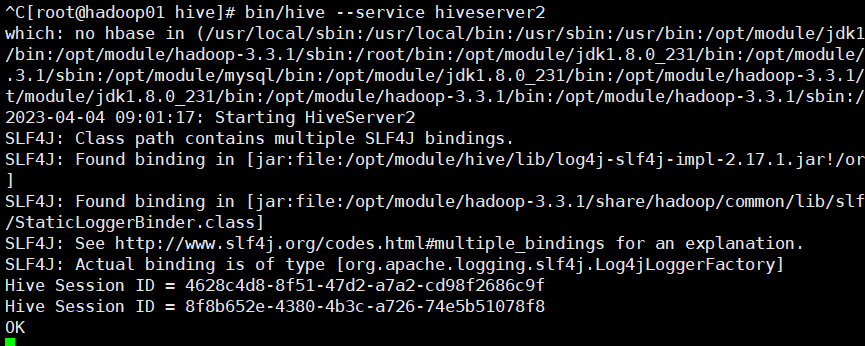 ^C[root@hadoop01 hive]# bin/hive --service hiveserver2
which: no hbase in (/usr/local/sbin:/usr/local/bin:/usr/sbin:/usr/bin:/opt/module/jdk1
/bin:/opt/module/hadoop-3.3.1/sbin:/root/bin:/opt/module/jdk1.8.0_231/bin:/opt/module/
.3.1/sbin:/opt/module/mysql/bin:/opt/module/jdk1.8.0_231/bin:/opt/module/hadoop-3.3.1/
t/module/jdk1.8.0_231/bin:/opt/module/hadoop-3.3.1/bin:/opt/module/hadoop-3.3.1/sbin:/
2023-04-04 09:01:17: Starting HiveServer2
SLF4J: Class path contains multiple SLF4J bindings.
SLF4J: Found binding in [jar:file:/opt/module/hive/lib/log4j-slf4j-impl-2.17.1.jar!/or
]
SLF4J: Found binding in [jar:file:/opt/module/hadoop-3.3.1/share/hadoop/common/lib/slf
/StaticLoggerBinder.class]
SLF4J: See http://www.slf4j.org/codes.html#multiple_bindings for an explanation.
SLF4J: Actual binding is of type [org.apache.logging.slf4j.Log4jLoggerFactory]
Hive Session ID = 4628c4d8-8f51-47d2-a7a2-cd98f2686c9f
Hive Session ID = 8f8b652e-4380-4b3c-a726-74e5b51078f8
OK